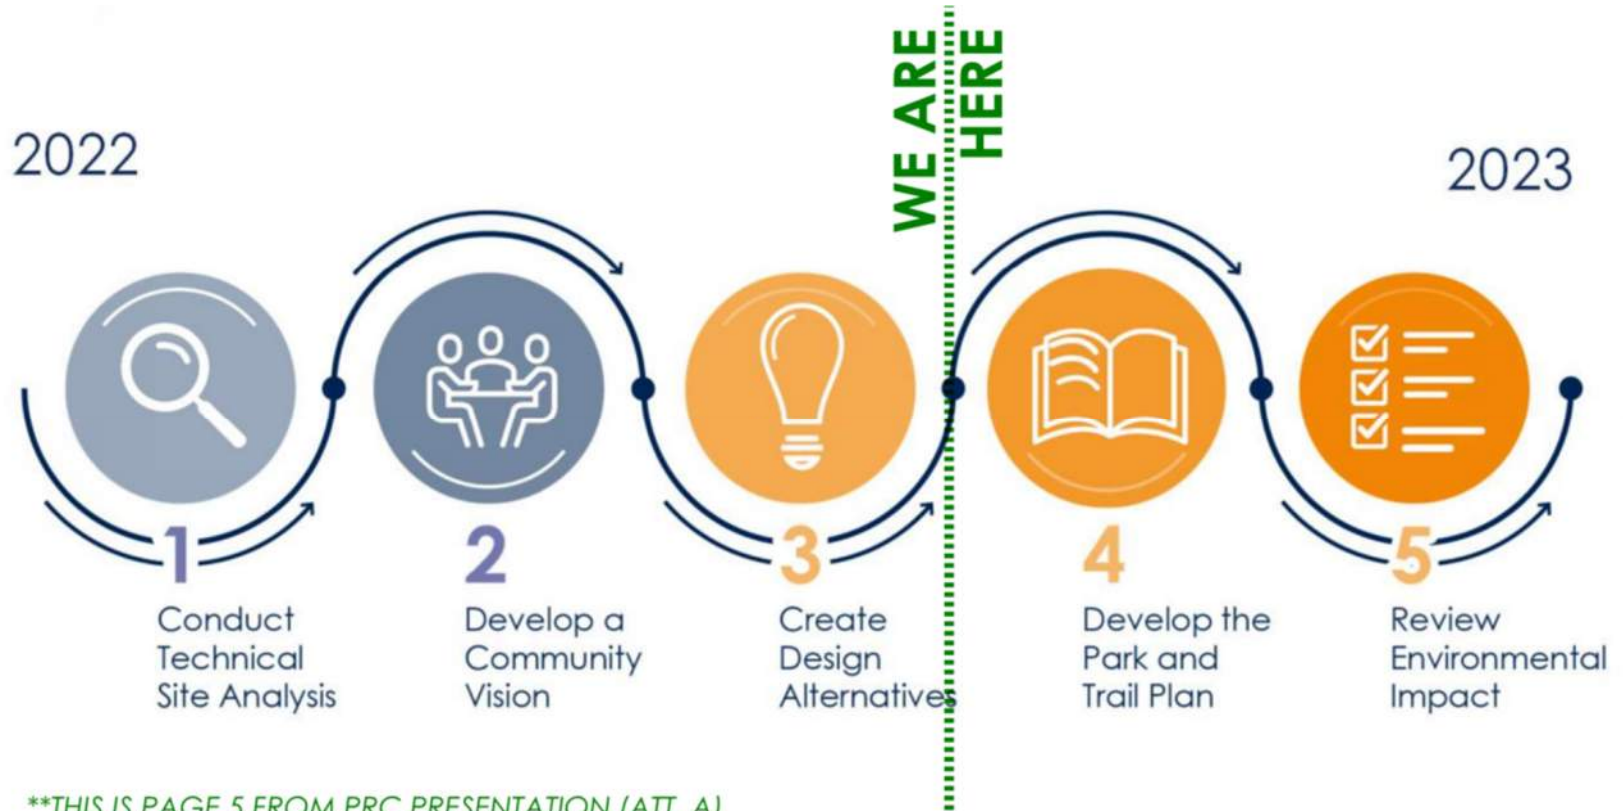 WE ARE
HERE
2022
2023
1
Conduct
Technical
Site Analysis
2
Develop a
Community
Vision
3
Create
Design
Alternatives
4
Develop the
Park and
Trail Plan
5
Review
Environmental
Impact
**THIS IS PAGE 5 FROM PRC PRESENTATION (ATT. A)